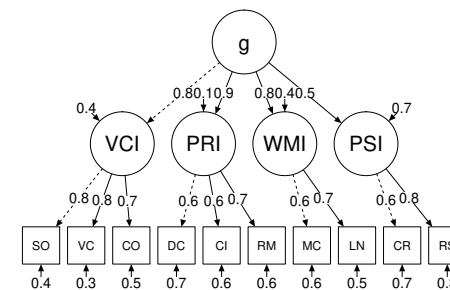 g
0.8 0.1 0.9 0.8 0.4 0.5
0.4 0.7
VCI PRI WMI PSI
0.8 0.8 0.7 0.6 0.6 0.7 0.6 0.7 0.6 0.8
SO VC CO DC CI RM MC LN CR
0.4 0.3 0.5 0.7 0.6 0.6 0.6 0.5 0.7